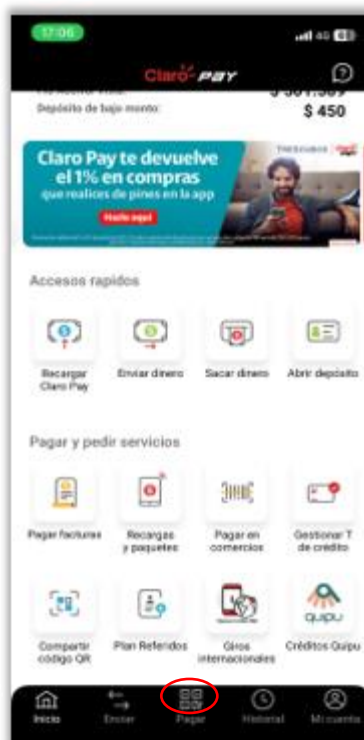 17:06
4G
Claro- pay
Depósito de bajo monto:
$ 450
Claro Pay te devuelve
el 1% en compras
que realices de pines en la app
Hazlo aquí
Accesos rapidos
Recargar
Claro Pay
Enviar dinero
Sacar dinero
Abrir depósito
Pagar y pedir servicios
Pagar facturas
Recargas
y paquetes
Pagar en
comercios
Gestionar T
de crédito
quipu
Compartir
código QR
Plan Referidos
Giros
internacionales
Créditos Quipu
Inicio
Enviar
Pagar
Historial
Mi cuenta